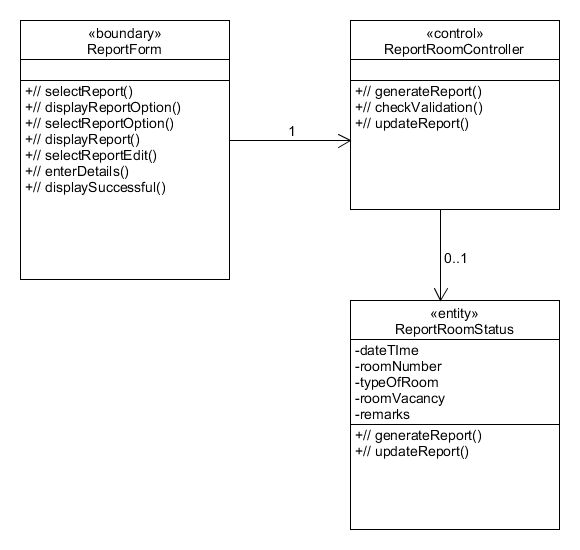 «boundary»
ReportForm
+// selectReport()
+// displayReportOption()
+// selectReportOption()
+// displayReport()
+// selectReportEdit()
+// enterDetails()
+// displaySuccessful()
1
«control»
ReportRoomController
+// generateReport()
+// checkValidation()
+// updateReport()
0..1
«entity»
ReportRoomStatus
-dateTIme
-roomNumber
-typeOfRoom
-roomVacancy
-remarks
+// generateReport()
+// updateReport()